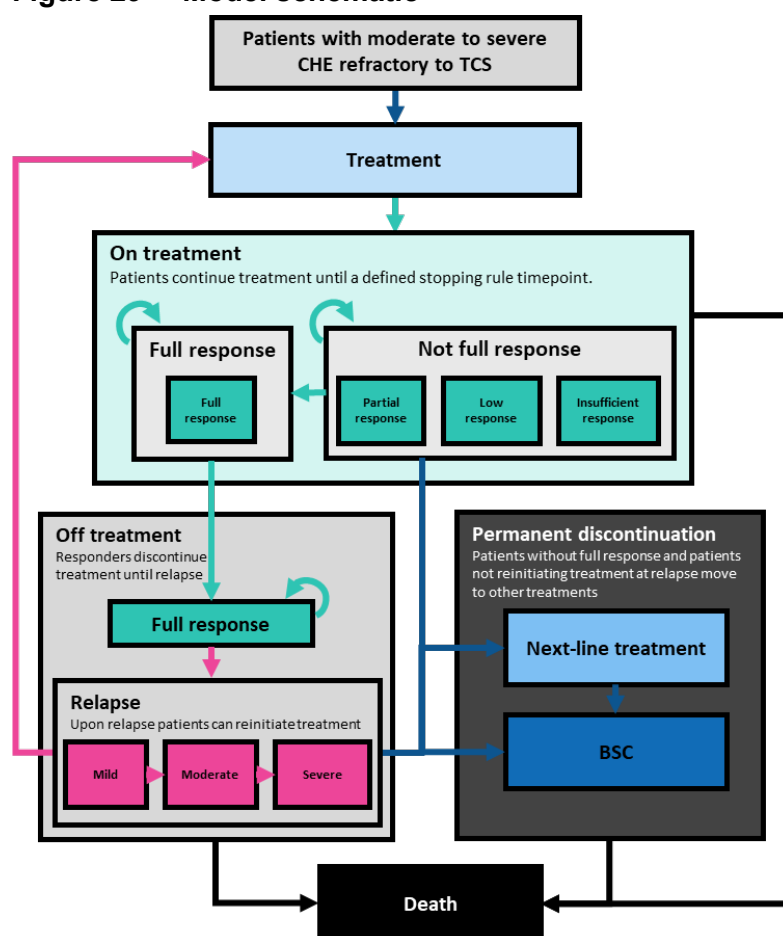 Patients with moderate to severe
CHE refractory to TCS
Treatment
On treatment
Patients continue treatment until a defined stopping rule timepoint.
Full response
Full
response
Not full response
Partial
response
Low
response
Insufficient
response
Off treatment
Responders discontinue
treatment until relapse
Full response
Relapse
Upon relapse patients can reinitiate treatment
Mild
Moderate
Severe
Permanent discontinuation
Patients without full response and patients
not reinitiating treatment at relapse move
to other treatments
Next-line treatment
BSC
Death